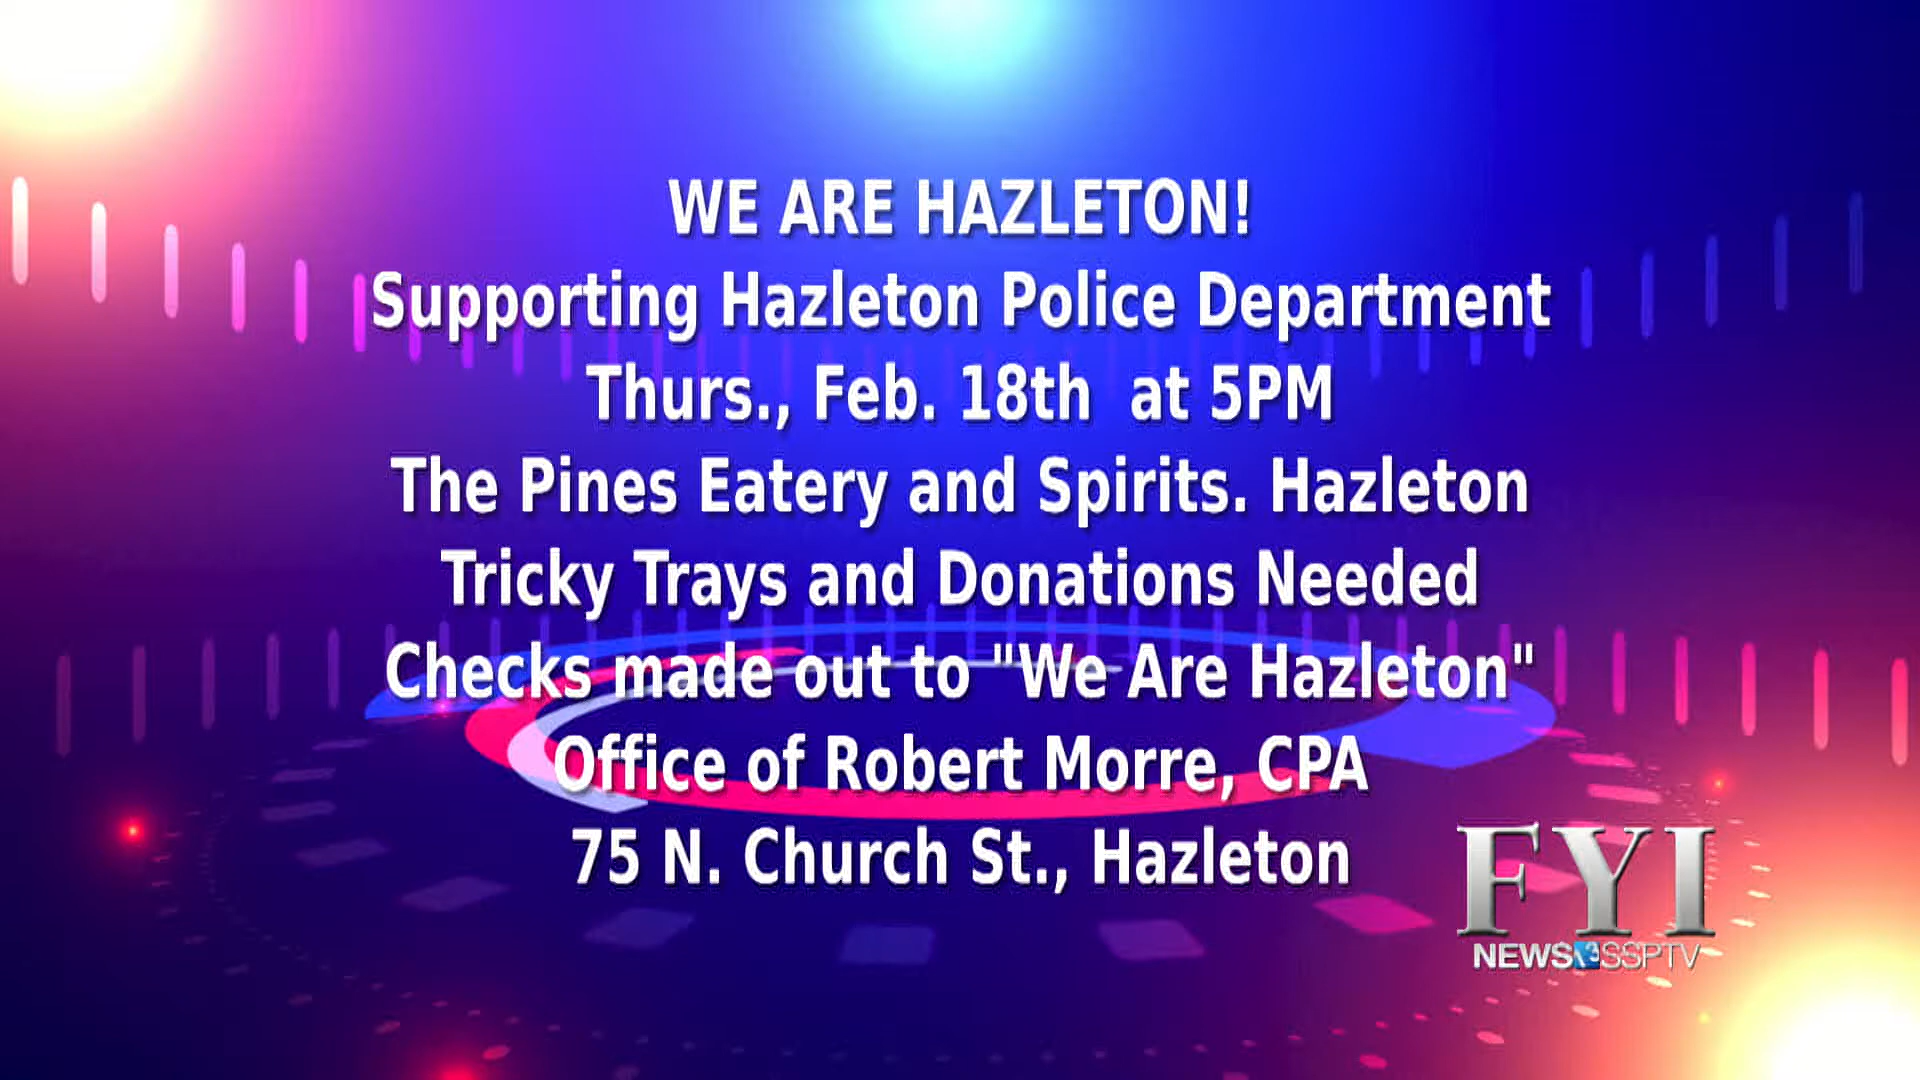 WE ARE HAZLETON!
Supporting Hazleton Police Department
Thurs., Feb. 18th at 5PM
The Pines Eatery and Spirits. Hazleton
Tricky Trays and Donations Needed
Checks made out to "We Are Hazleton"
Office of Robert Morre, CPA
75 N. Church St., Hazleton
FYI
NEWS13SSPTV